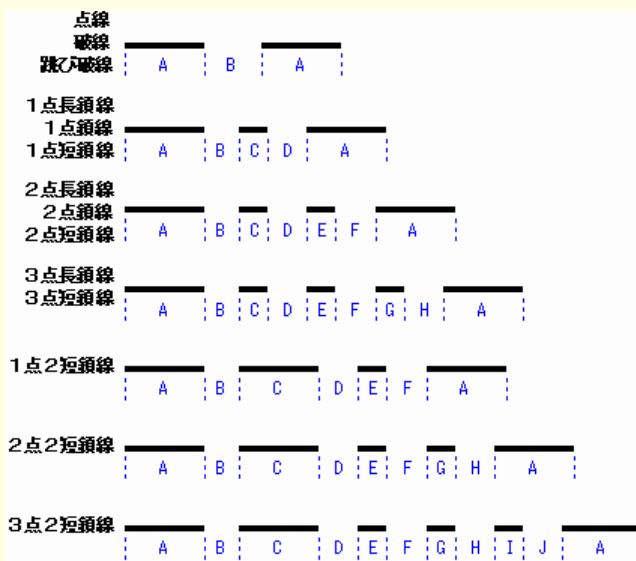 点線
破線
跳び破線
A B A
1点長鎖線
1点鎖線
1点短鎖線
A B C D A
2点長鎖線
2点鎖線
2点短鎖線
A B C D E F A
3点長鎖線
3点短鎖線
A B C D E F G H A
1点2短鎖線
A B C D E F A
2点2短鎖線
A B C D E F G H A
3点2短鎖線
A B C D E F G H I J A